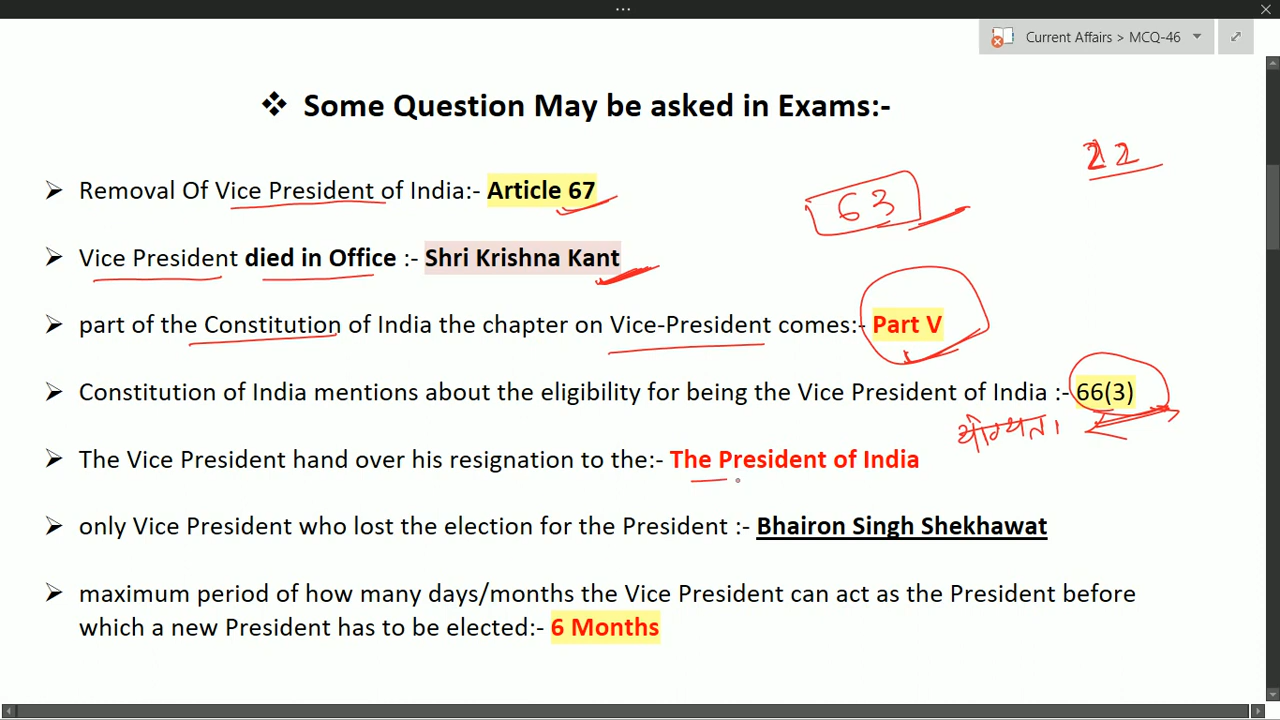 Current Affairs > MCQ-46
❖ Some Question May be asked in Exams:-
22
➢ Removal Of Vice President of India:- Article 67
63
➢ Vice President died in Office :- Shri Krishna Kant
➢ part of the Constitution of India the chapter on Vice-President comes:- Part V
➢ Constitution of India mentions about the eligibility for being the Vice President of India :- 66(3)
योग्यता
➢ The Vice President hand over his resignation to the:- The President of India
➢ only Vice President who lost the election for the President :- Bhairon Singh Shekhawat
➢ maximum period of how many days/months the Vice President can act as the President before
which a new President has to be elected:- 6 Months